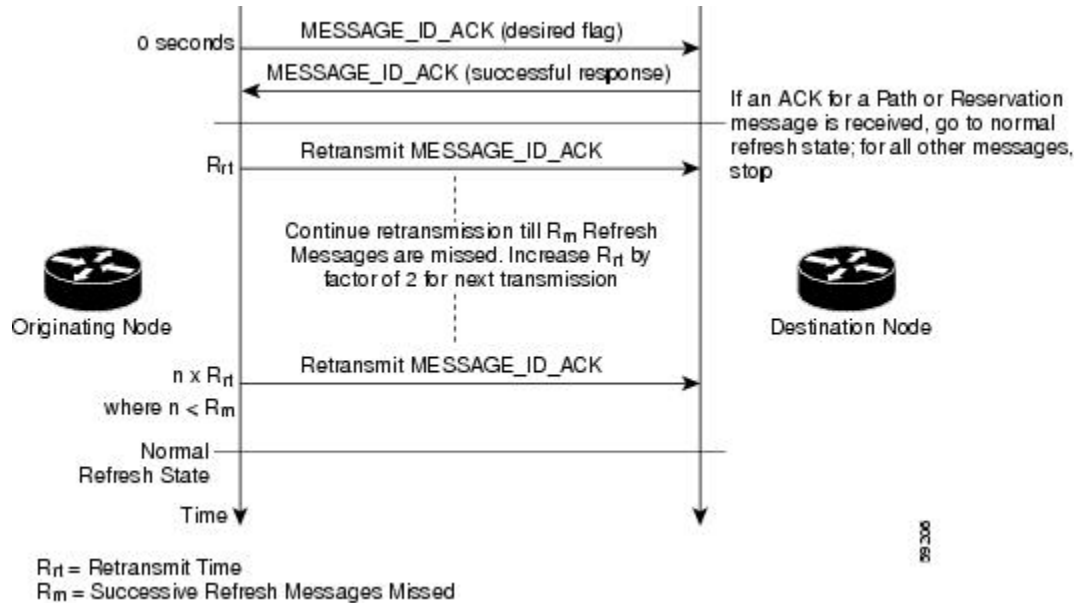 0 seconds
MESSAGE_ID_ACK (desired flag)
MESSAGE_ID_ACK (successful response)
If an ACK for a Path or Reservation
message is received, go to normal
refresh state; for all other messages,
stop
Rrt
Retransmit MESSAGE_ID_ACK
Continue retransmission till Rm Refresh
Messages are missed. Increase Rrt by
factor of 2 for next transmission
Originating Node
Destination Node
n x Rrt
where n < Rm
Retransmit MESSAGE_ID_ACK
Normal
Refresh State
Time
Rrt = Retransmit Time
Rm = Successive Refresh Messages Missed